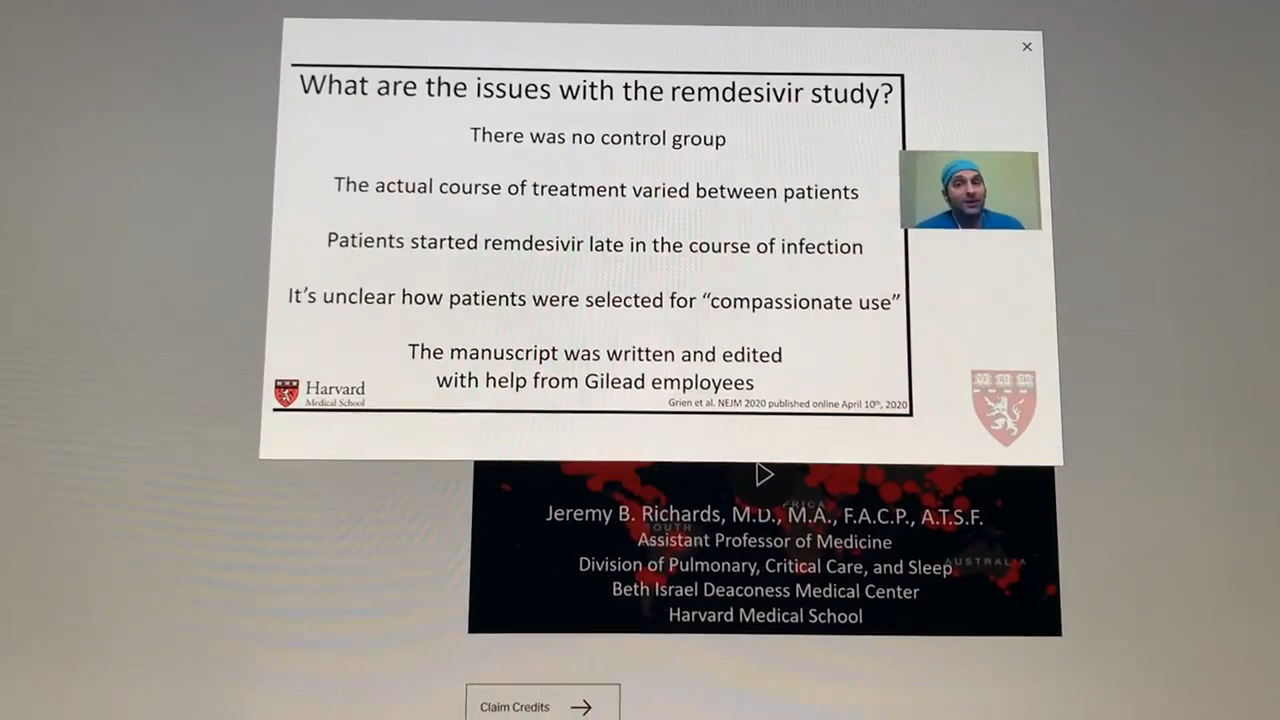 What are the issues with the remdesivir study?
There was no control group
The actual course of treatment varied between patients
Patients started remdesivir late in the course of infection
It's unclear how patients were selected for “compassionate use”
The manuscript was written and edited
with help from Gilead employees
Harvard
Medical School
Grien et al. NEJM 2020 published online April 10th, 2020
Jeremy B. Richards, M.D., M.A., F.A.C.P., A.T.S.F.
SOUTH
Assistant Professor of Medicine
Division of Pulmonary, Critical Care, and Sleep
AUSTRALIA
Beth Israel Deaconess Medical Center
Harvard Medical School
Claim Credits